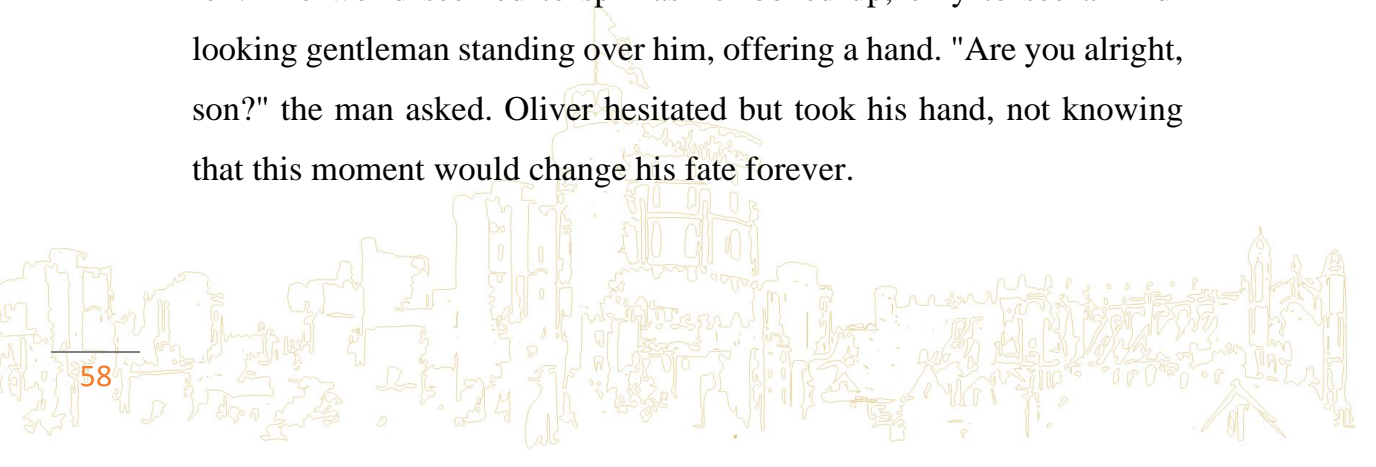 looking gentleman standing over him, offering a hand. "Are you alright,
son?" the man asked. Oliver hesitated but took his hand, not knowing
that this moment would change his fate forever.
58